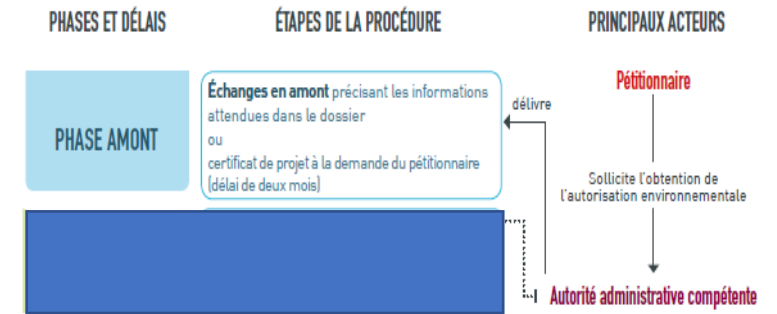 PHASES ET DÉLAIS
ÉTAPES DE LA PROCÉDURE
PRINCIPAUX ACTEURS
PHASE AMONT
Échanges en amont précisant les informations
attendues dans le dossier
ou
certificat de projet à la demande du pétitionnaire
(délai de deux mois)
délivre
Pétitionnaire
Sollicite l'obtention de
l'autorisation environnementale
Autorité administrative compétente